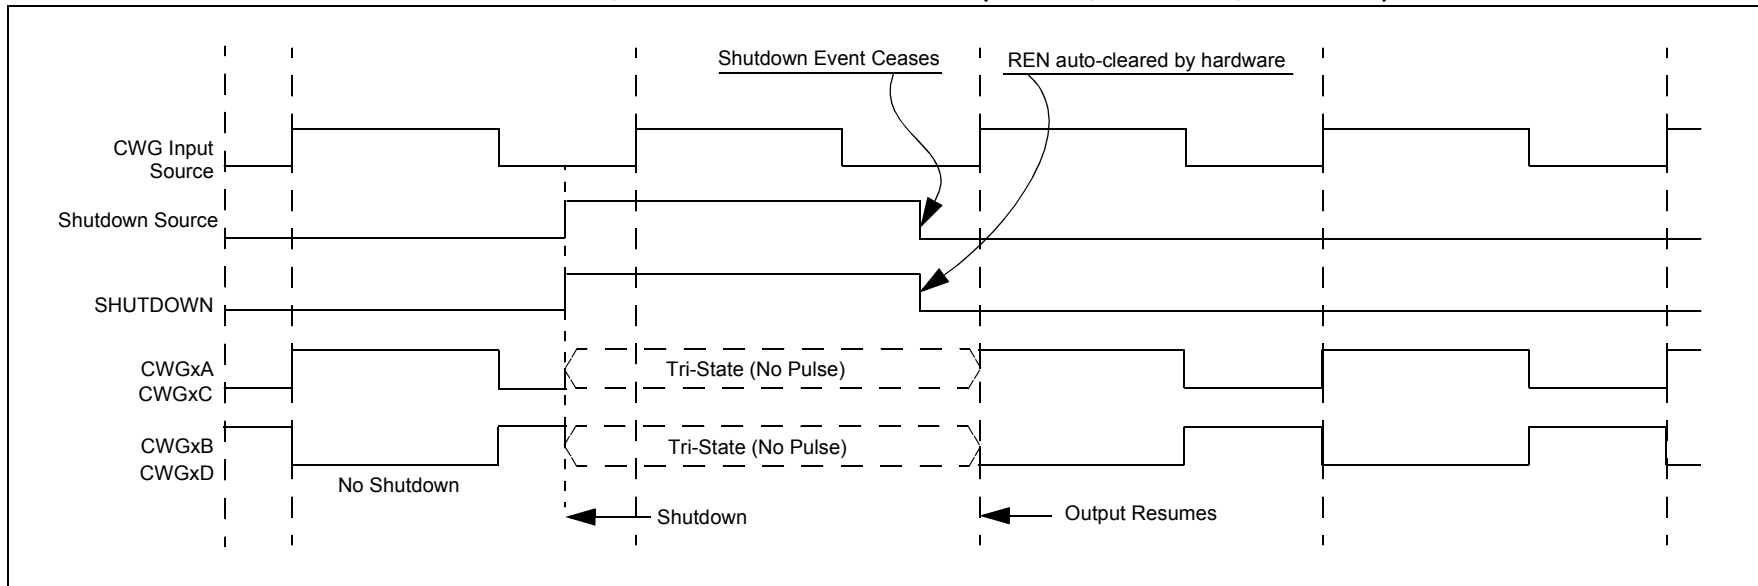 Shutdown Event Ceases
REN auto-cleared by hardware
CWG Input
Source
Shutdown Source
SHUTDOWN
CWGxA
CWGxC
Tri-State (No Pulse)
CWGxB
CWGxD
Tri-State (No Pulse)
No Shutdown
Shutdown
Output Resumes